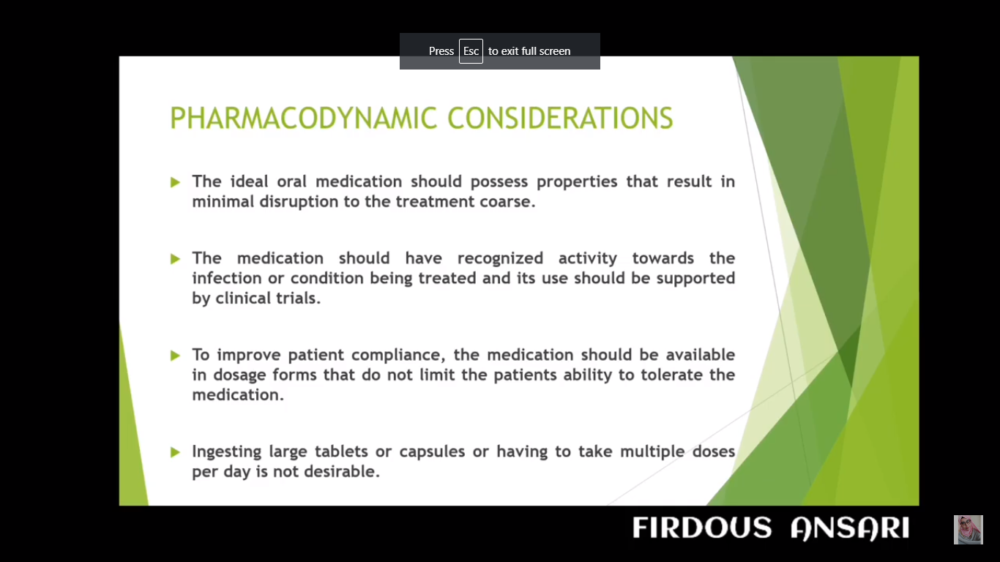 Press Esc to exit full screen
PHARMACODYNAMIC CONSIDERATIONS
The ideal oral medication should possess properties that result in
minimal disruption to the treatment coarse.
The medication should have recognized activity towards the
infection or condition being treated and its use should be supported
by clinical trials.
To improve patient compliance, the medication should be available
in dosage forms that do not limit the patients ability to tolerate the
medication.
Ingesting large tablets or capsules or having to take multiple doses
per day is not desirable.
FIRDOUS ANSARI